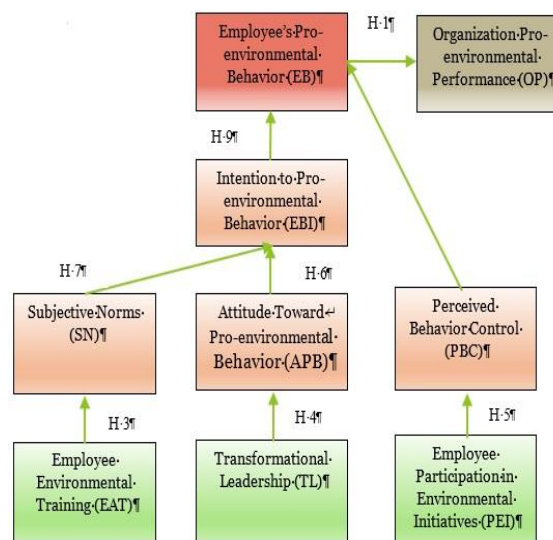 Employee's·Pro-
environmental·
Behavior·(EB)¶
H·1¶
Organization·Pro-
environmental·
Performance·(OP)¶
H·9¶
Intention·to·Pro-
environmental·
Behavior·(EBI)¶
H·7¶
H·6¶
Subjective·Norms·
(SN)¶
Attitude·Toward↵
Pro-environmental·
Behavior·(APB)¶
Perceived·
Behavior·Control·
(PBC)¶
H·3¶
H·4¶
H·5¶
Employee·
Environmental·
Training·(EAT)¶
Transformational·
Leadership·(TL)¶
Employee·
Participation·in·
Environmental·
Initiatives·(PEI)¶